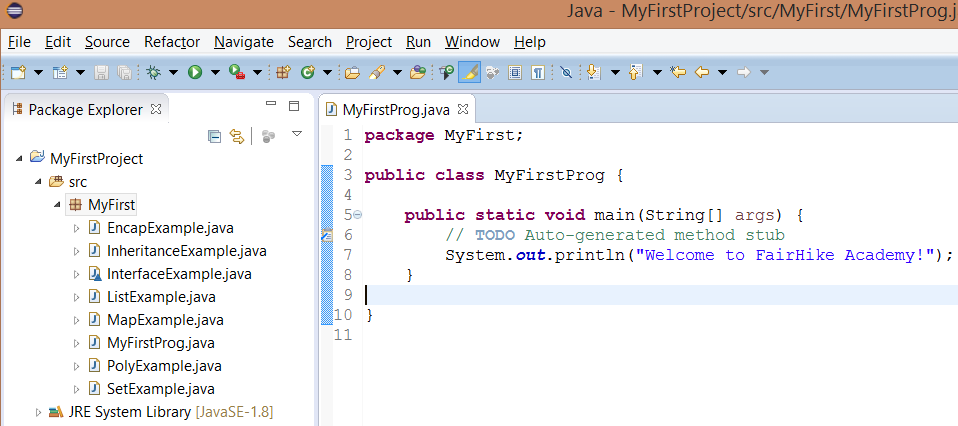 Java - MyFirstProject/src/MyFirst/MyFirstProg.j
File Edit Source Refactor Navigate Search Project Run Window Help
Package Explorer
MyFirstProject
src
MyFirst
EncapExample.java
InheritanceExample.java
InterfaceExample.java
ListExample.java
MapExample.java
MyFirstProg.java
PolyExample.java
SetExample.java
JRE System Library [JavaSE-1.8]
MyFirstProg.java
1 package MyFirst;
2
3 public class MyFirstProg {
4
5 public static void main(String[] args) {
6 // TODO Auto-generated method stub
7 System.out.println("Welcome to FairHike Academy!");
8 }
9
10 }
11